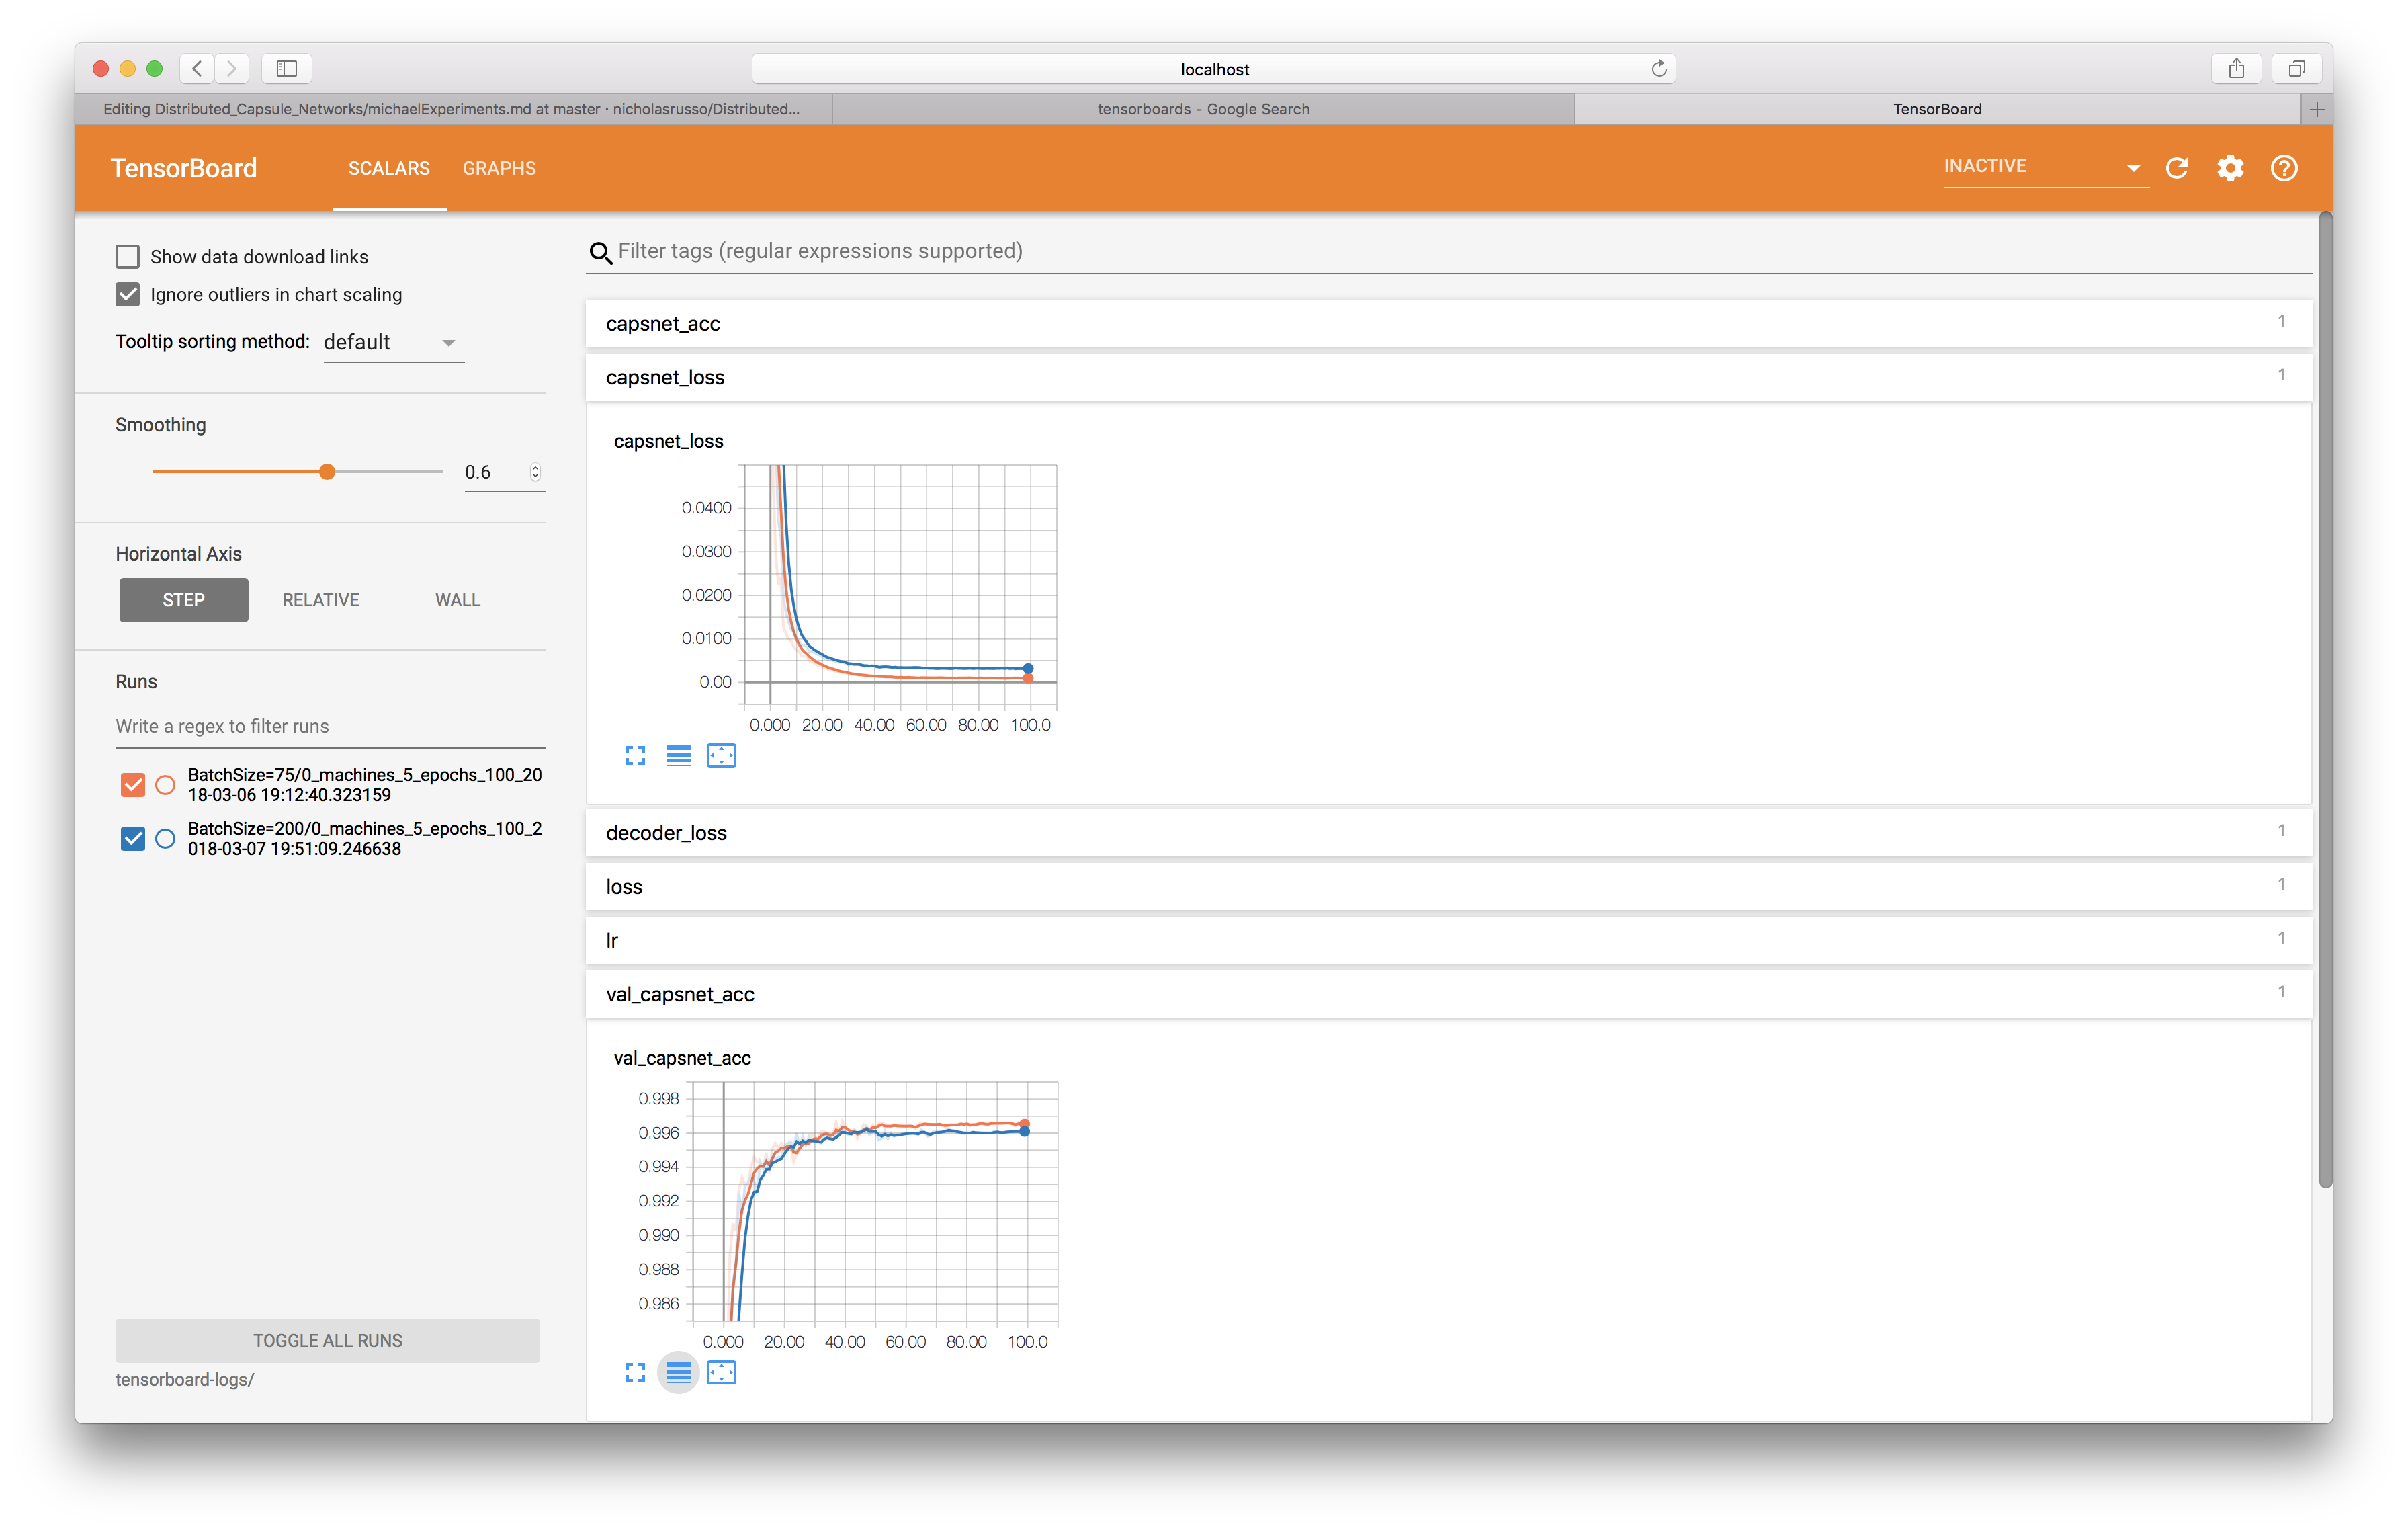 localhost
Editing Distributed_Capsule_Networks/michaelExperiments.md at master · nicholasrusso/Distributed...
tensorboards - Google Search
TensorBoard
TensorBoard
SCALARS
GRAPHS
INACTIVE
Show data download links
Ignore outliers in chart scaling
Tooltip sorting method: default
Smoothing
0.6
Horizontal Axis
STEP
RELATIVE
WALL
Runs
Write a regex to filter runs
BatchSize=75/0_machines_5_epochs_100_20
18-03-06 19:12:40.323159
BatchSize=200/0_machines_5_epochs_100_2
018-03-07 19:51:09.246638
TOGGLE ALL RUNS
tensorboard-logs/
Filter tags (regular expressions supported)
capsnet_acc 1
capsnet_loss 1
capsnet_loss
0.0400
0.0300
0.0200
0.0100
0.00
0.000 20.00 40.00 60.00 80.00 100.0
decoder_loss 1
loss 1
lr 1
val_capsnet_acc 1
val_capsnet_acc
0.998
0.996
0.994
0.992
0.990
0.988
0.986
0.000 20.00 40.00 60.00 80.00 100.0